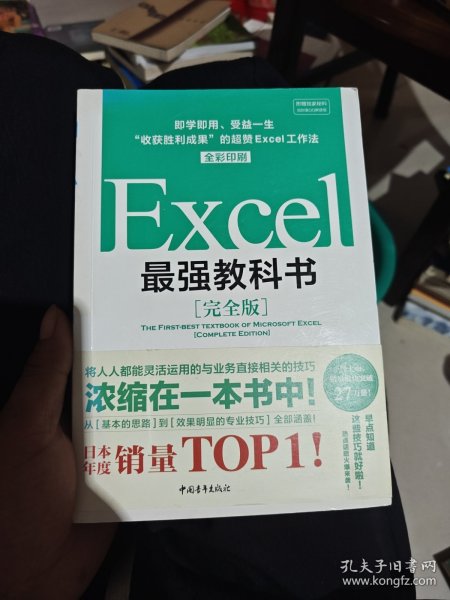 即学即用、受益一生
“收获胜利成果”的超赞Excel工作法
全彩印刷
Excel
最强教科书
[完全版]
THE FIRST-BEST TEXTBOOK OF MICROSOFT EXCEL
[COMPLETE EDITION]
将人人都能灵活运用的与业务直接相关的技巧
浓缩在一本书中!
从[基本的思路]到[效果明显的专业技巧]全部涵盖!
日本年度销量TOP1!
27万册!
早点知道
这些技巧就好啦!
中国青年出版社
孔夫子旧书网
www.kongfz.com